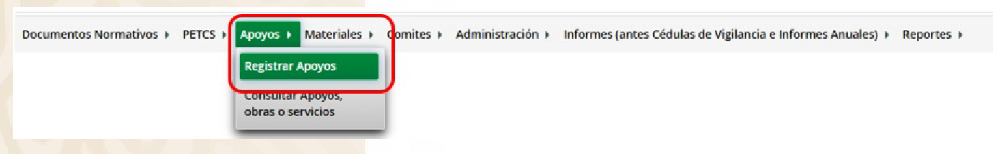 Documentos Normativos PETCS Apoyos Materiales Comites Administración Informes (antes Cédulas de Vigilancia e Informes Anuales) Reportes
Registrar Apoyos
Consultar Apoyos,
obras o servicios